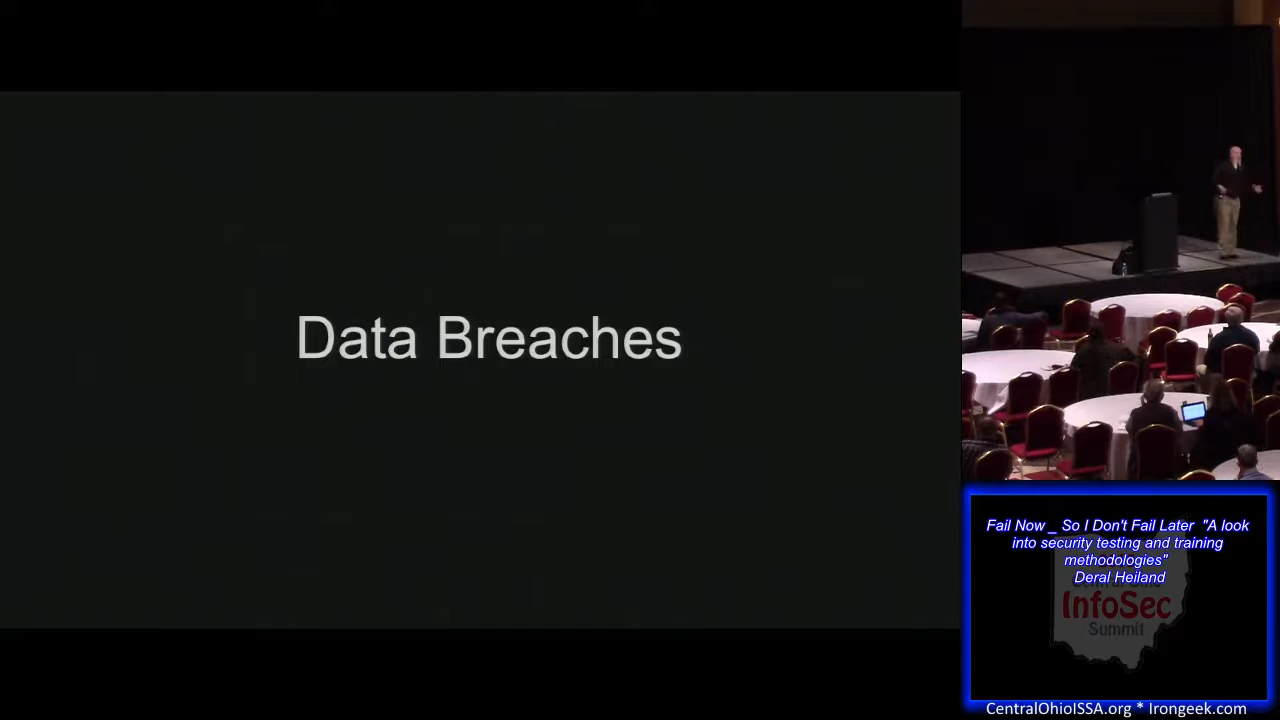 Data Breaches
Fail Now _ So I Don't Fail Later "A look
into security testing and training
methodologies"
Deral Heiland
InfoSec
Summit
CentralOhioISSA.org * Irongeek.com